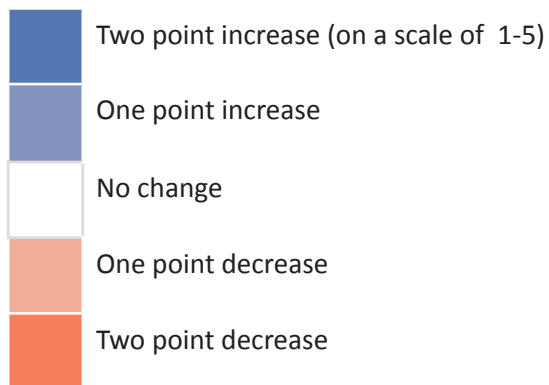 Two point increase (on a scale of 1-5)
One point increase
No change
One point decrease
Two point decrease